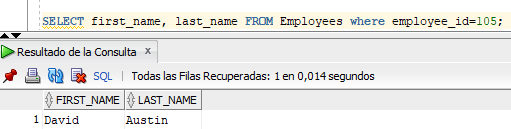 SELECT first_name, last_name FROM Employees where employee_id=105;
Resultado de la Consulta x
SQL | Todas las Filas Recuperadas: 1 en 0,014 segundos
FIRST_NAME LAST_NAME
1 David Austin